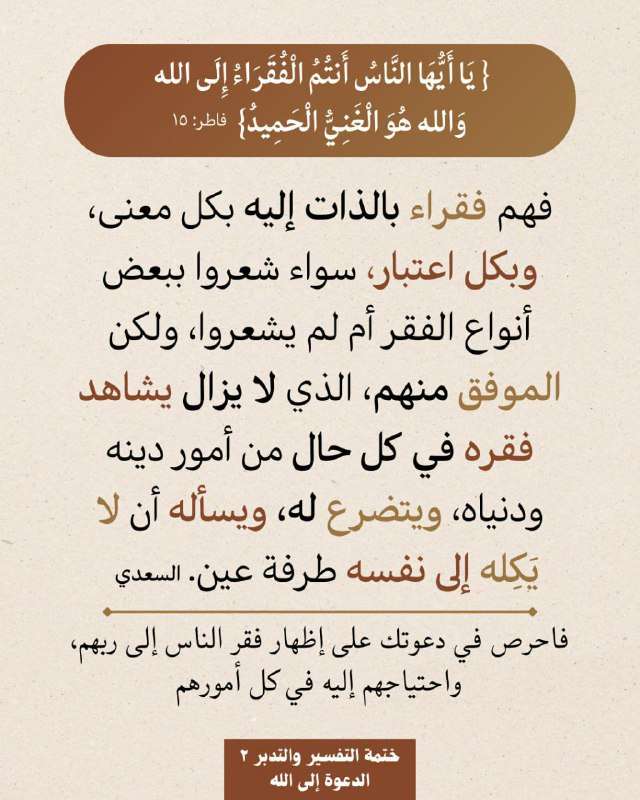 { يَا أَيُّهَا النَّاسُ أَنتُمُ الْفُقَرَاءُ إِلَى الله
وَالله هُوَ الْغَنِيُّ الْحَمِيدُ} فاطر: ١٥
فهم فقراء بالذات إليه بكل معنى،
وبكل اعتبار، سواء شعروا ببعض
أنواع الفقر أم لم يشعروا، ولكن
الموفق منهم، الذي لا يزال يشاهد
فقره في كل حال من أمور دينه
ودنياه، ويتضرع له، ويسأله أن لا
يَكِله إلى نفسه طرفة عين. السعدي
فاحرص في دعوتك على إظهار فقر الناس إلى ربهم،
واحتياجهم إليه في كل أمورهم
ختمة التفسير والتدبر ٢
الدعوة إلى الله